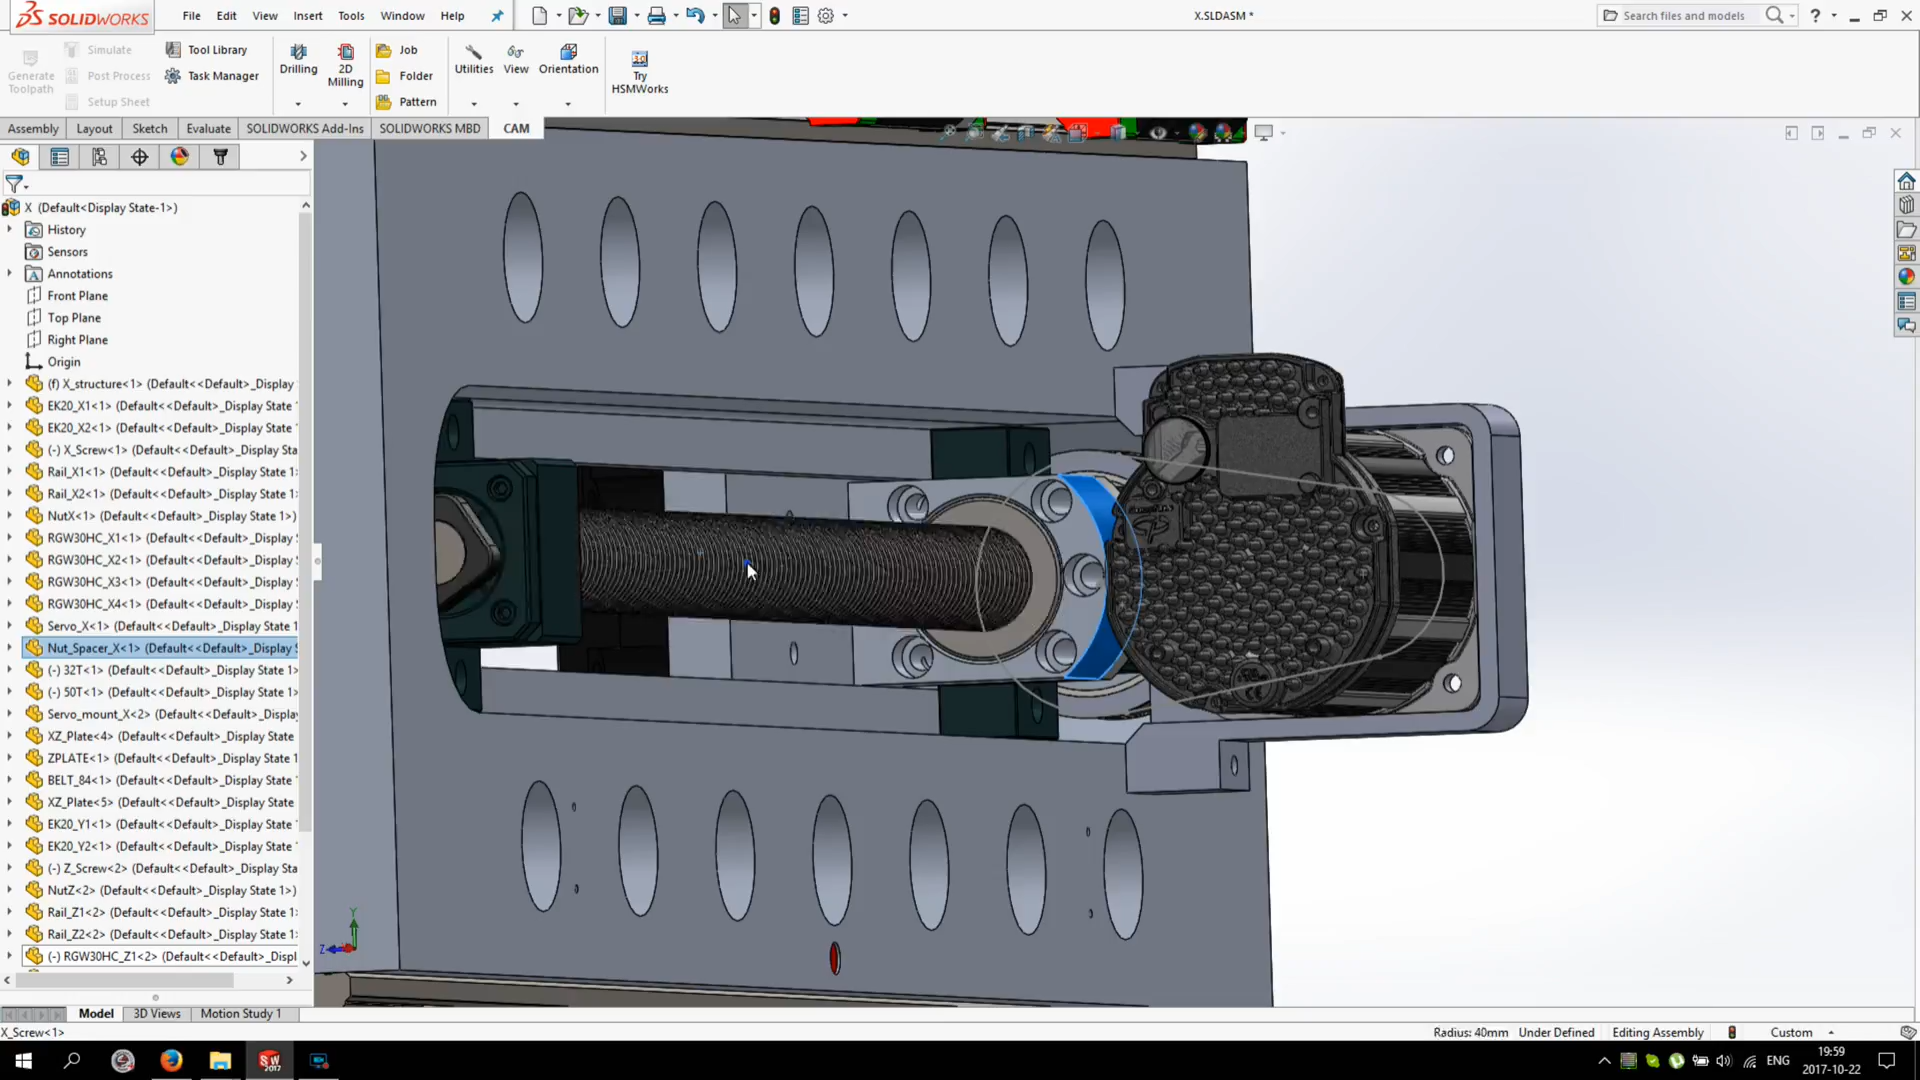 SOLIDWORKS File Edit View Insert Tools Window Help X.SLDASM * Search files and models
Generate Toolpath
Simulate
Post Process
Setup Sheet
Tool Library
Task Manager
Drilling
2D Milling
Job
Folder
Pattern
Utilities
View
Orientation
Try HSMWorks
Assembly Layout Sketch Evaluate SOLIDWORKS Add-Ins SOLIDWORKS MBD CAM
X (Default<Display State-1>)
History
Sensors
Annotations
Front Plane
Top Plane
Right Plane
Origin
(f) X_structure<1> (Default<<Default>_Display
EK20_X1<1> (Default<<Default>_Display State
EK20_X2<1> (Default<<Default>_Display State
(-) X_Screw<1> (Default<<Default>_Display Sta
Rail_X1<1> (Default<<Default>_Display State 1>
Rail_X2<1> (Default<<Default>_Display State 1>
NutX<1> (Default<<Default>_Display State 1>)
RGW30HC_X1<1> (Default<<Default>_Display
RGW30HC_X2<1> (Default<<Default>_Display
RGW30HC_X3<1> (Default<<Default>_Display
RGW30HC_X4<1> (Default<<Default>_Display
Servo_X<1> (Default<<Default>_Display State 1
Nut_Spacer_X<1> (Default<<Default>_Display S
(-) 32T<1> (Default<<Default>_Display State 1>
(-) 50T<1> (Default<<Default>_Display State 1>
Servo_mount_X<2> (Default<<Default>_Display
XZ_Plate<4> (Default<<Default>_Display State
ZPLATE<1> (Default<<Default>_Display State 1>
BELT_84<1> (Default<<Default>_Display State 1
XZ_Plate<5> (Default<<Default>_Display State
EK20_Y1<1> (Default<<Default>_Display State
EK20_Y2<1> (Default<<Default>_Display State
(-) Z_Screw<2> (Default<<Default>_Display Sta
NutZ<2> (Default<<Default>_Display State 1>)
Rail_Z1<2> (Default<<Default>_Display State 1>
Rail_Z2<2> (Default<<Default>_Display State 1>
(-) RGW30HC_Z1<2> (Default<<Default>_Displ
Y
Z
Model 3D Views Motion Study 1
X_Screw<1> Radius: 40mm Under Defined Editing Assembly Custom
SW 2017
ENG
19:59
2017-10-22